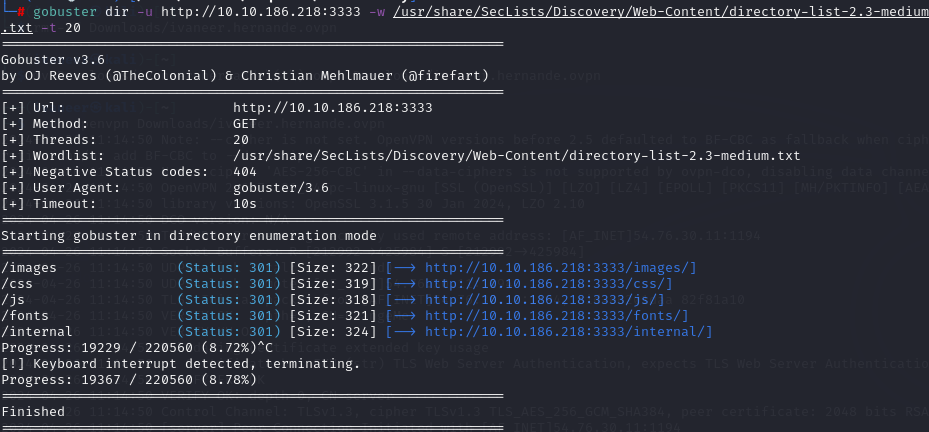 └─# gobuster dir -u http://10.10.186.218:3333 -w /usr/share/SecLists/Discovery/Web-Content/directory-list-2.3-medium
.txt -t 20
===============================================================
Gobuster v3.6
by OJ Reeves (@TheColonial) & Christian Mehlmauer (@firefart)
===============================================================
[+] Url:                     http://10.10.186.218:3333
[+] Method:                  GET
[+] Threads:                 20
[+] Wordlist:                /usr/share/SecLists/Discovery/Web-Content/directory-list-2.3-medium.txt
[+] Negative Status codes:   404
[+] User Agent:              gobuster/3.6
[+] Timeout:                 10s
===============================================================
Starting gobuster in directory enumeration mode
===============================================================
/images               (Status: 301) [Size: 322] [--> http://10.10.186.218:3333/images/]
/css                  (Status: 301) [Size: 319] [--> http://10.10.186.218:3333/css/]
/js                   (Status: 301) [Size: 318] [--> http://10.10.186.218:3333/js/]
/fonts                (Status: 301) [Size: 321] [--> http://10.10.186.218:3333/fonts/]
/internal             (Status: 301) [Size: 324] [--> http://10.10.186.218:3333/internal/]
Progress: 19229 / 220560 (8.72%)^C
[!] Keyboard interrupt detected, terminating.
Progress: 19367 / 220560 (8.78%)
===============================================================
Finished
===============================================================